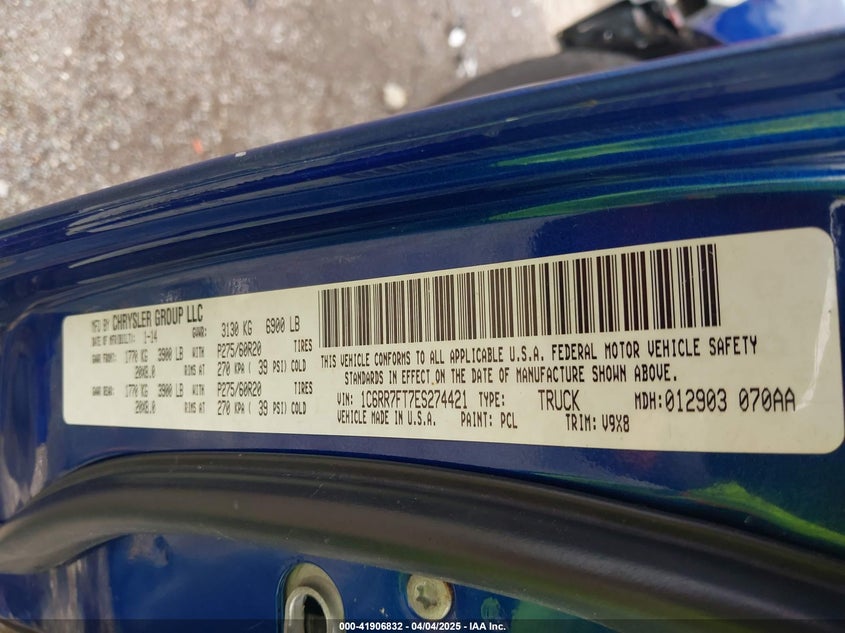 MFD BY CHRYSLER GROUP LLC
DATE OF MFR/BUILT: 1-14 GVWR: 3130 KG 6900 LB
GAWR FRONT: 1770 KG 3900 LB WITH P275/60R20 TIRES
20X8.0 RIMS AT 270 KPA ( 39 PSI) COLD
GAWR REAR: 1770 KG 3900 LB WITH P275/60R20 TIRES
20X8.0 RIMS AT 270 KPA ( 39 PSI) COLD
THIS VEHICLE CONFORMS TO ALL APPLICABLE U.S.A. FEDERAL MOTOR VEHICLE SAFETY
STANDARDS IN EFFECT ON THE DATE OF MANUFACTURE SHOWN ABOVE.
VIN: 1C6RR7FT7ES274421 TYPE: TRUCK MDH: 012903 070AA
VEHICLE MADE IN U.S.A. PAINT: PCL TRIM: V9X8
000-41906832 - 04/04/2025 - IAA Inc.